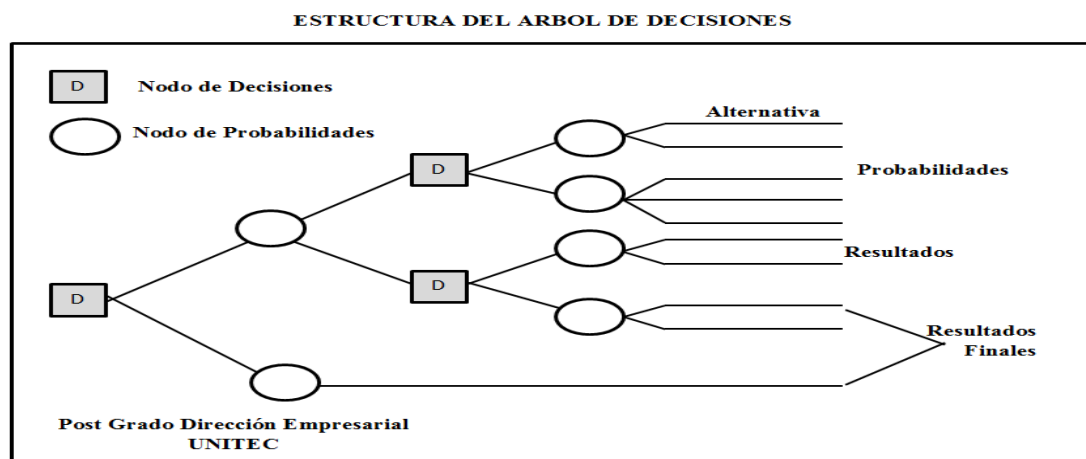 ESTRUCTURA DEL ARBOL DE DECISIONES
D
Nodo de Decisiones
Nodo de Probabilidades
Alternativa
D
Probabilidades
Resultados
D
D
Resultados
Finales
Post Grado Dirección Empresarial
UNITEC